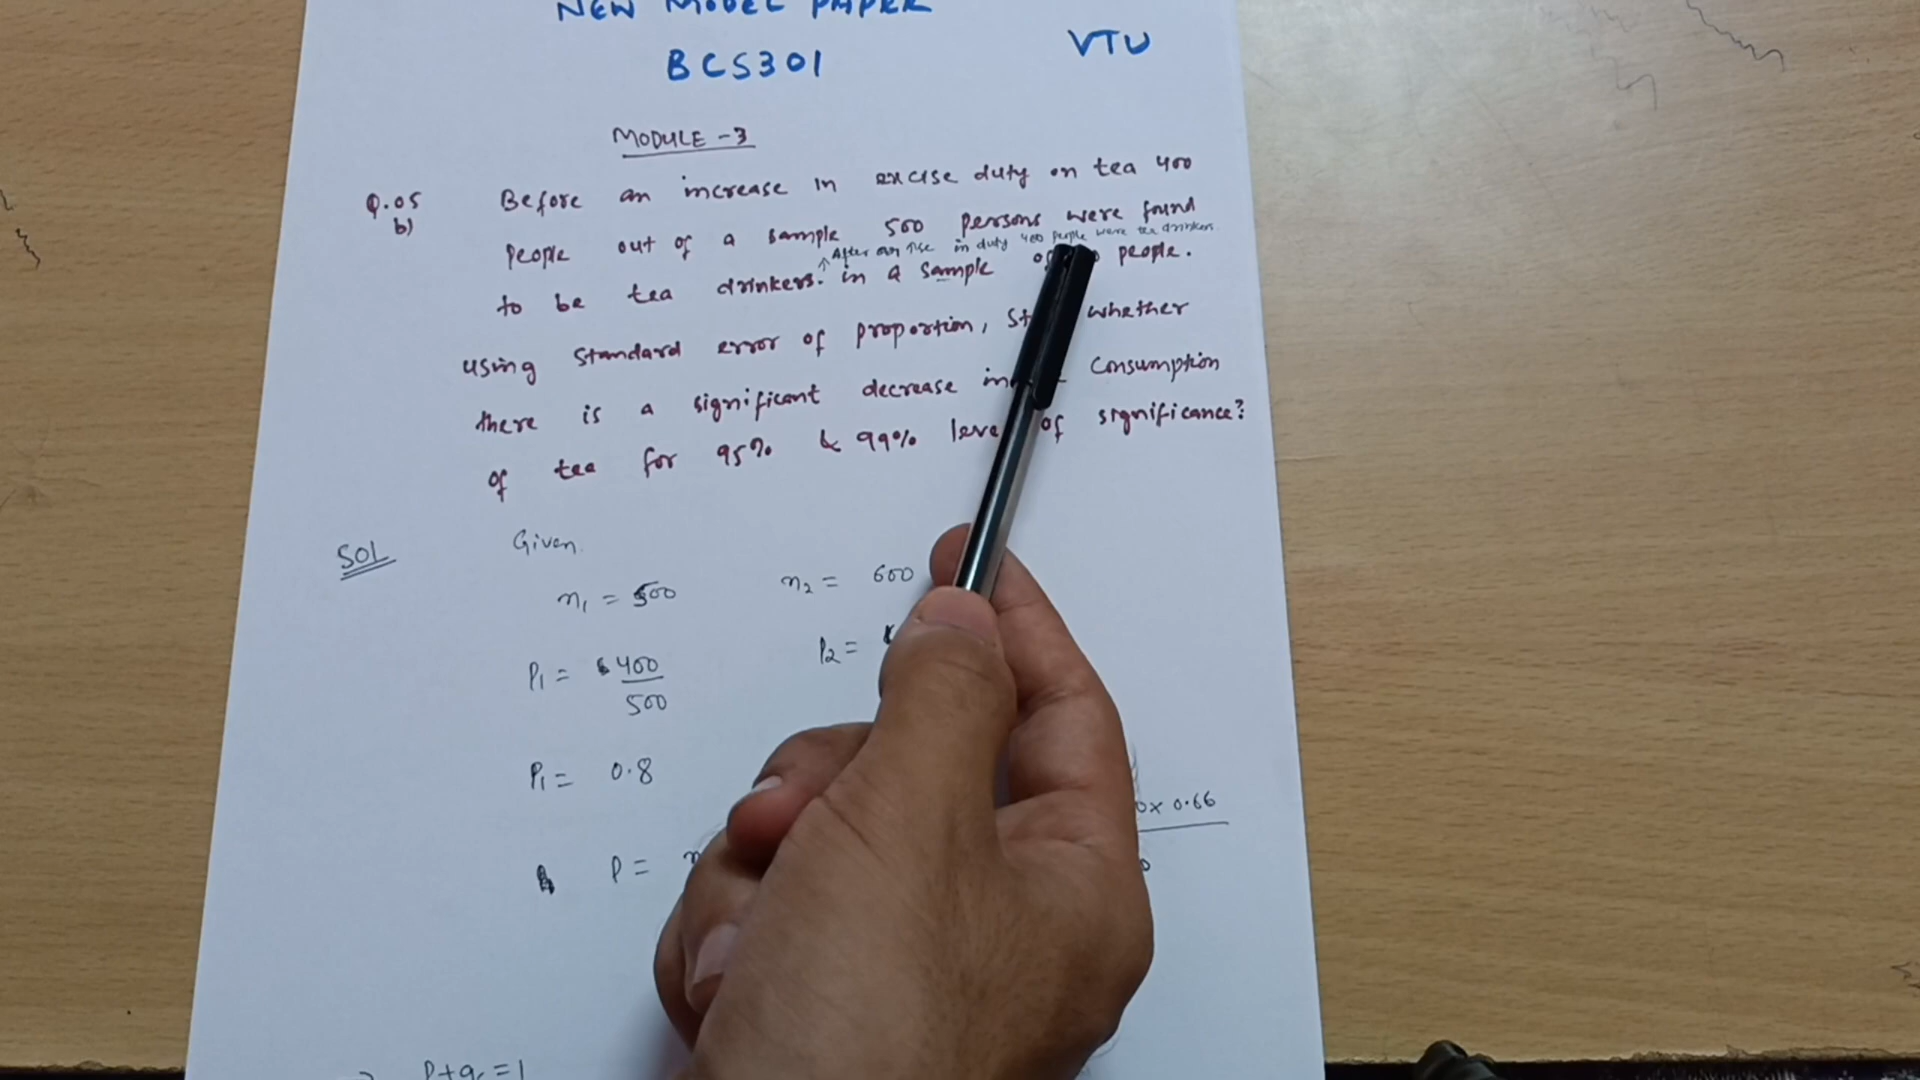 NEW MODEL PAPER
BCS301
VTU
MODULE -3
Q.05 Before an increase in excise duty on tea 400
b) People out of a sample 500 persons were found
After an rise in duty 400 people were tea drinkers
to be tea drinkers. in a sample of people.
using standard error of proportion, whether
there is a significant decrease in consumption
of tea for 95% & 99% level of significance?
SOL Given
n₁ = 500 n₂ = 600
P₁ = 400 P₂ =
500
P₁ = 0.8
x 0.66
P =
P+q =1